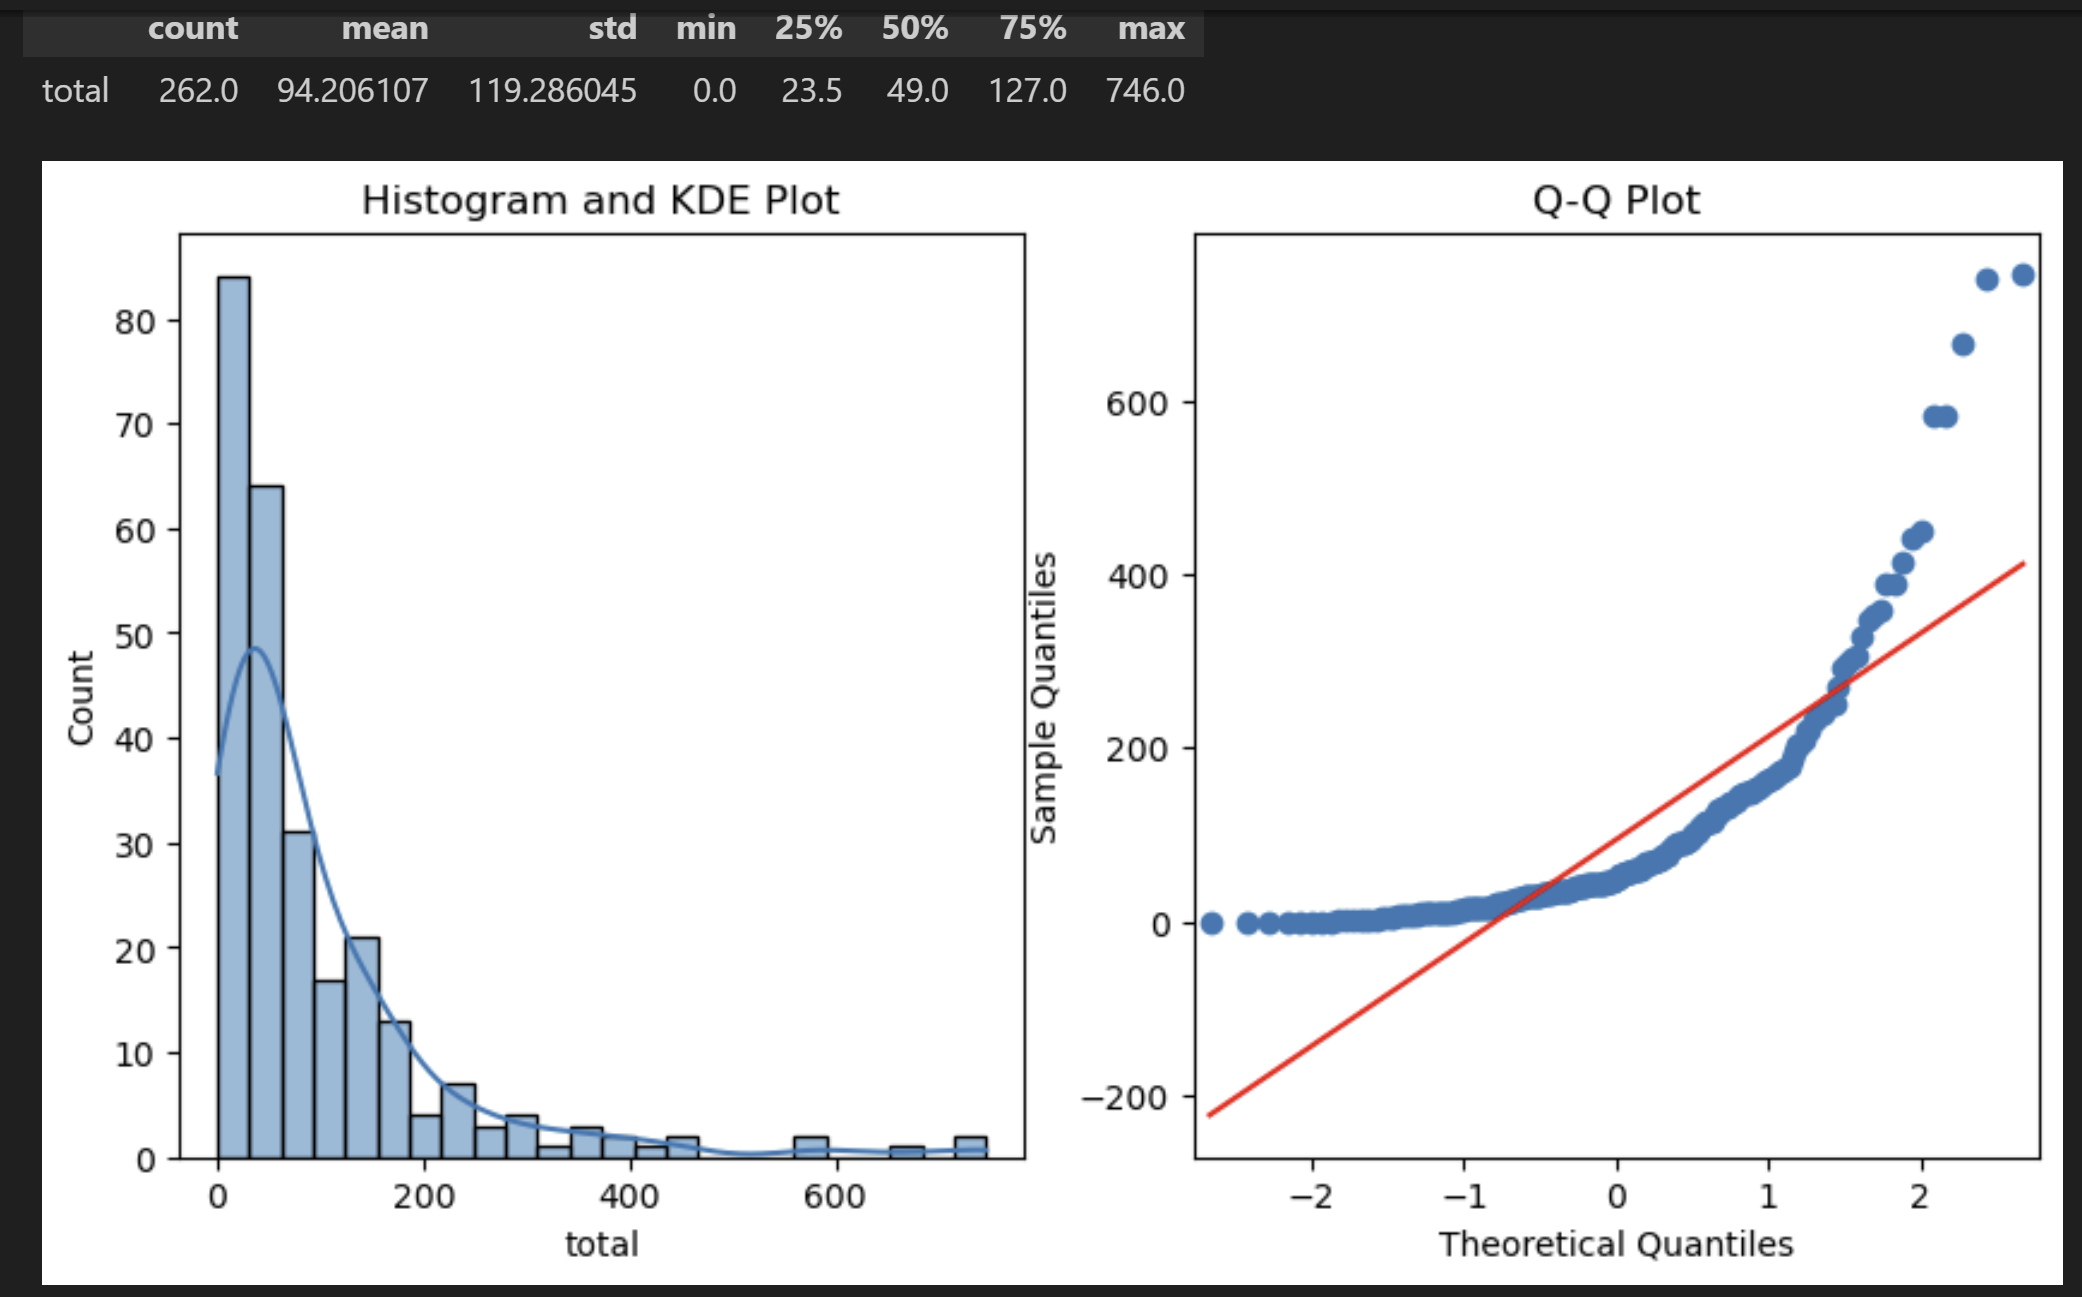 count mean std min 25% 50% 75% max
total 262.0 94.206107 119.286045 0.0 23.5 49.0 127.0 746.0
Histogram and KDE Plot
80
70
60
50
40
30
20
10
0
Count
0 200 400 600
total
Q-Q Plot
600
400
200
0
−200
Sample Quantiles
−2 −1 0 1 2
Theoretical Quantiles